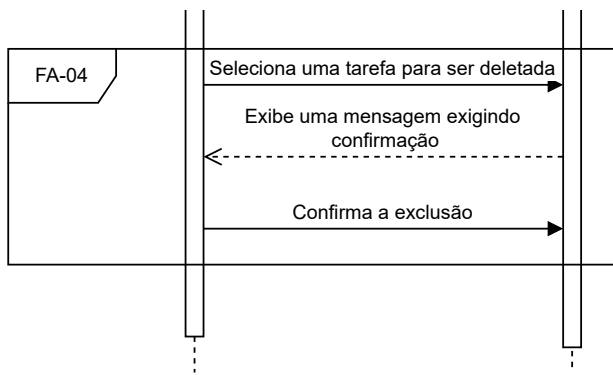 FA-04
Seleciona uma tarefa para ser deletada
Exibe uma mensagem exigindo
confirmação
Confirma a exclusão